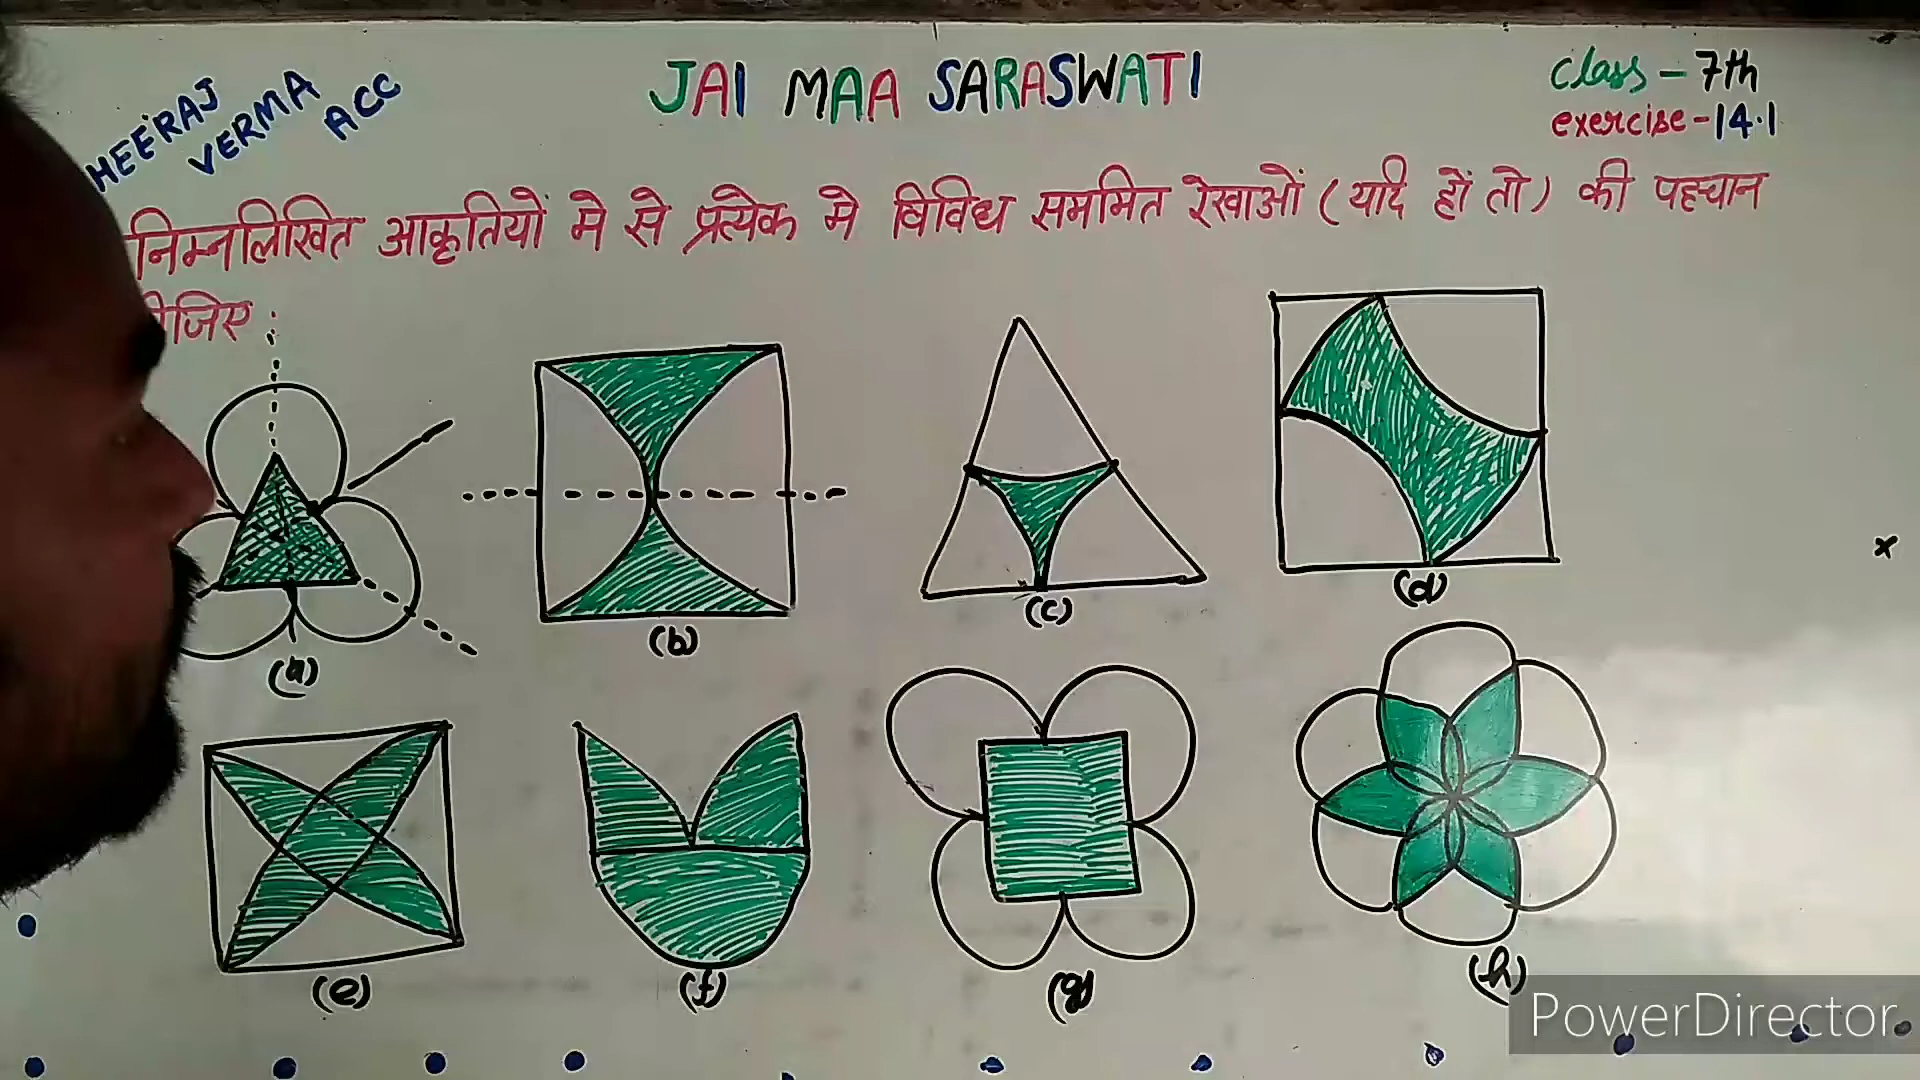 HEERAJ
VERMA
ACC
JAI MAA SARASWATI
Class - 7th
exercise - 14.1
निम्नलिखित आकृतियों मे से प्रत्येक मे विविध सममित रेखाओं (यदि हों तो) की पहचान
जिए :
(a)
(b)
(c)
(d)
(e)
(f)
(g)
(h)
PowerDirector